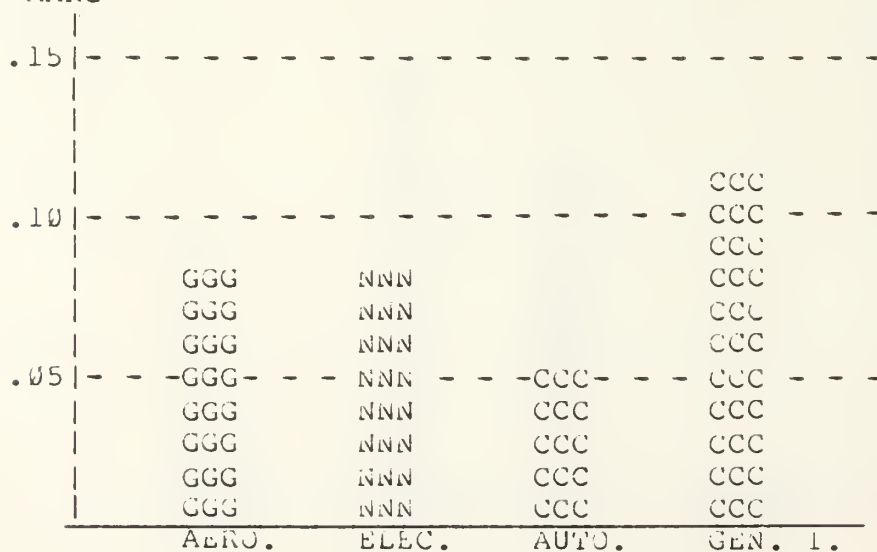 .15|- - - - - - - - - - - - - - - - - -
CCC
.10|- - - - - - - - - - - - - CCC - -
CCC
GGG NNN CCC
GGG NNN CCC
GGG NNN CCC
.05|- - -GGG- - - NNN - - -CCC- - - CCC - -
GGG NNN CCC CCC
GGG NNN CCC CCC
GGG NNN CCC CCC
GGG NNN CCC CCC
AERO. ELEC. AUTO. GEN. I.